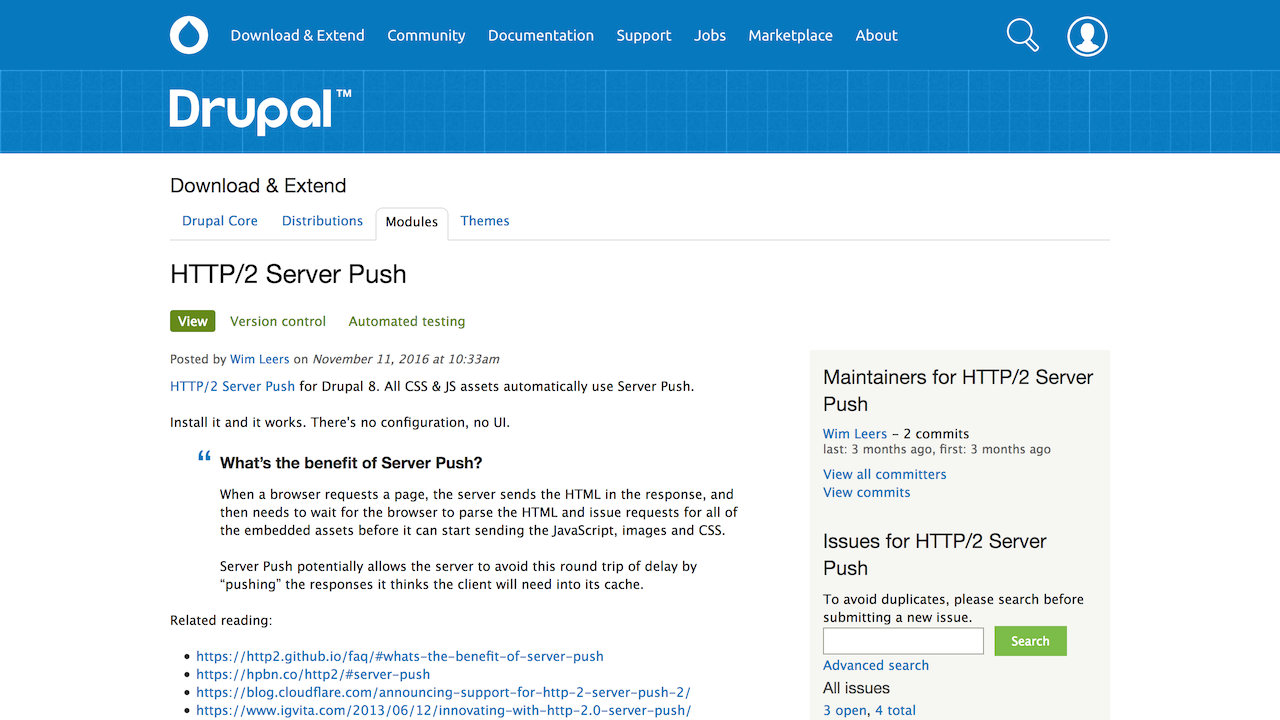 Download & Extend Community Documentation Support Jobs Marketplace About
Drupal™
Download & Extend
Drupal Core Distributions Modules Themes
HTTP/2 Server Push
View Version control Automated testing
Posted by Wim Leers on November 11, 2016 at 10:33am
HTTP/2 Server Push for Drupal 8. All CSS & JS assets automatically use Server Push.
Install it and it works. There's no configuration, no UI.
“ What’s the benefit of Server Push?
When a browser requests a page, the server sends the HTML in the response, and
then needs to wait for the browser to parse the HTML and issue requests for all of
the embedded assets before it can start sending the JavaScript, images and CSS.
Server Push potentially allows the server to avoid this round trip of delay by
“pushing” the responses it thinks the client will need into its cache.
Related reading:
• https://http2.github.io/faq/#whats-the-benefit-of-server-push
• https://hpbn.co/http2/#server-push
• https://blog.cloudflare.com/announcing-support-for-http-2-server-push-2/
• https://www.igvita.com/2013/06/12/innovating-with-http-2.0-server-push/
Maintainers for HTTP/2 Server
Push
Wim Leers – 2 commits
last: 3 months ago, first: 3 months ago
View all committers
View commits
Issues for HTTP/2 Server
Push
To avoid duplicates, please search before
submitting a new issue.
Search
Advanced search
All issues
3 open, 4 total